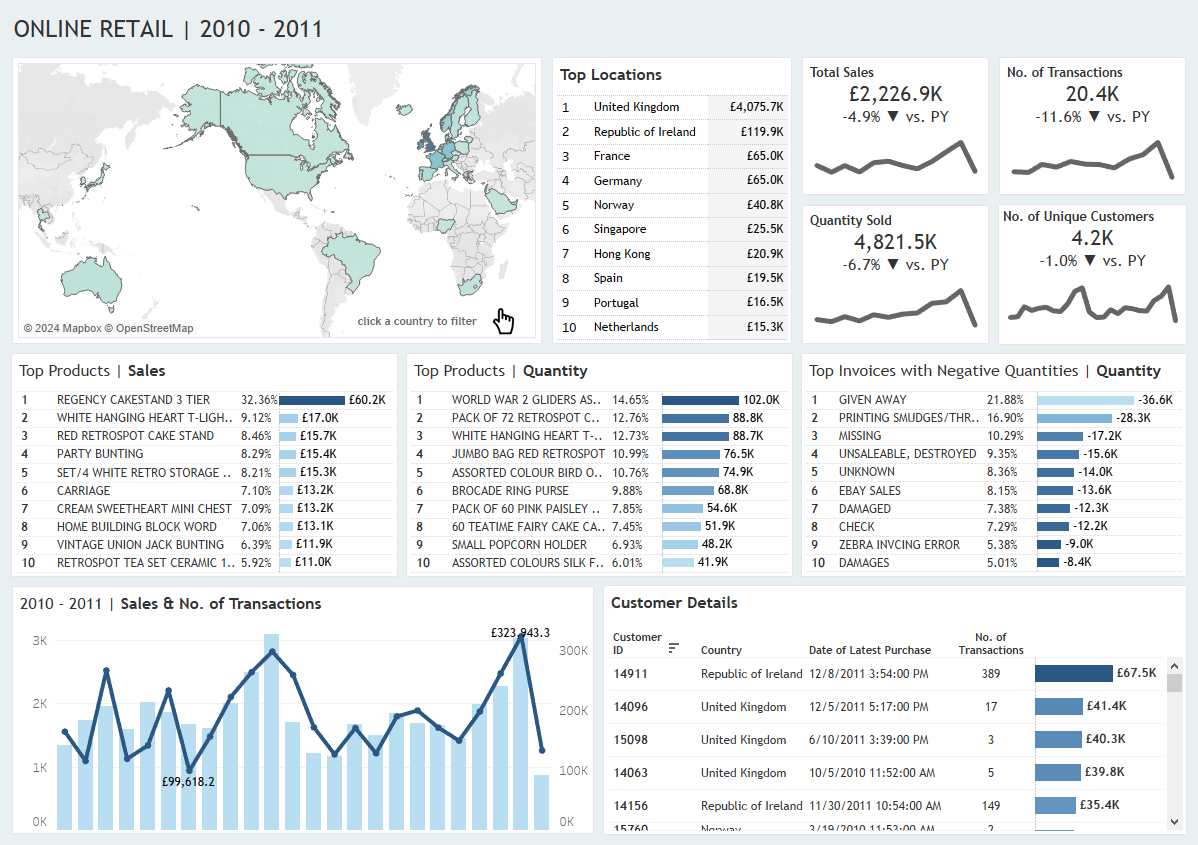 ONLINE RETAIL | 2010 - 2011
© 2024 Mapbox © OpenStreetMap
click a country to filter
Top Locations
1 United Kingdom £4,075.7K
2 Republic of Ireland £119.9K
3 France £65.0K
4 Germany £65.0K
5 Norway £40.8K
6 Singapore £25.5K
7 Hong Kong £20.9K
8 Spain £19.5K
9 Portugal £16.5K
10 Netherlands £15.3K
Total Sales
£2,226.9K
-4.9% ▼ vs. PY
No. of Transactions
20.4K
-11.6% ▼ vs. PY
Quantity Sold
4,821.5K
-6.7% ▼ vs. PY
No. of Unique Customers
4.2K
-1.0% ▼ vs. PY
Top Products | Sales
1 REGENCY CAKESTAND 3 TIER 32.36% £60.2K
2 WHITE HANGING HEART T-LIGH.. 9.12% £17.0K
3 RED RETROSPOT CAKE STAND 8.46% £15.7K
4 PARTY BUNTING 8.29% £15.4K
5 SET/4 WHITE RETRO STORAGE .. 8.21% £15.3K
6 CARRIAGE 7.10% £13.2K
7 CREAM SWEETHEART MINI CHEST 7.09% £13.2K
8 HOME BUILDING BLOCK WORD 7.06% £13.1K
9 VINTAGE UNION JACK BUNTING 6.39% £11.9K
10 RETROSPOT TEA SET CERAMIC 1.. 5.92% £11.0K
Top Products | Quantity
1 WORLD WAR 2 GLIDERS AS.. 14.65% 102.0K
2 PACK OF 72 RETROSPOT C.. 12.76% 88.8K
3 WHITE HANGING HEART T-.. 12.73% 88.7K
4 JUMBO BAG RED RETROSPOT 10.99% 76.5K
5 ASSORTED COLOUR BIRD O.. 10.76% 74.9K
6 BROCADE RING PURSE 9.88% 68.8K
7 PACK OF 60 PINK PAISLEY .. 7.85% 54.6K
8 60 TEATIME FAIRY CAKE CA.. 7.45% 51.9K
9 SMALL POPCORN HOLDER 6.93% 48.2K
10 ASSORTED COLOURS SILK F.. 6.01% 41.9K
Top Invoices with Negative Quantities | Quantity
1 GIVEN AWAY 21.88% -36.6K
2 PRINTING SMUDGES/THR.. 16.90% -28.3K
3 MISSING 10.29% -17.2K
4 UNSALEABLE, DESTROYED 9.35% -15.6K
5 UNKNOWN 8.36% -14.0K
6 EBAY SALES 8.15% -13.6K
7 DAMAGED 7.38% -12.3K
8 CHECK 7.29% -12.2K
9 ZEBRA INVCING ERROR 5.38% -9.0K
10 DAMAGES 5.01% -8.4K
2010 - 2011 | Sales & No. of Transactions
£323,943.3
3K 300K
2K 200K
1K 100K
£99,618.2
0K 0K
Customer Details
Customer ID Country Date of Latest Purchase No. of Transactions
14911 Republic of Ireland 12/8/2011 3:54:00 PM 389 £67.5K
14096 United Kingdom 12/5/2011 5:17:00 PM 17 £41.4K
15098 United Kingdom 6/10/2011 3:39:00 PM 3 £40.3K
14063 United Kingdom 10/5/2010 11:52:00 AM 5 £39.8K
14156 Republic of Ireland 11/30/2011 10:54:00 AM 149 £35.4K
15760 Norway 3/19/2010 11:53:00 AM 2